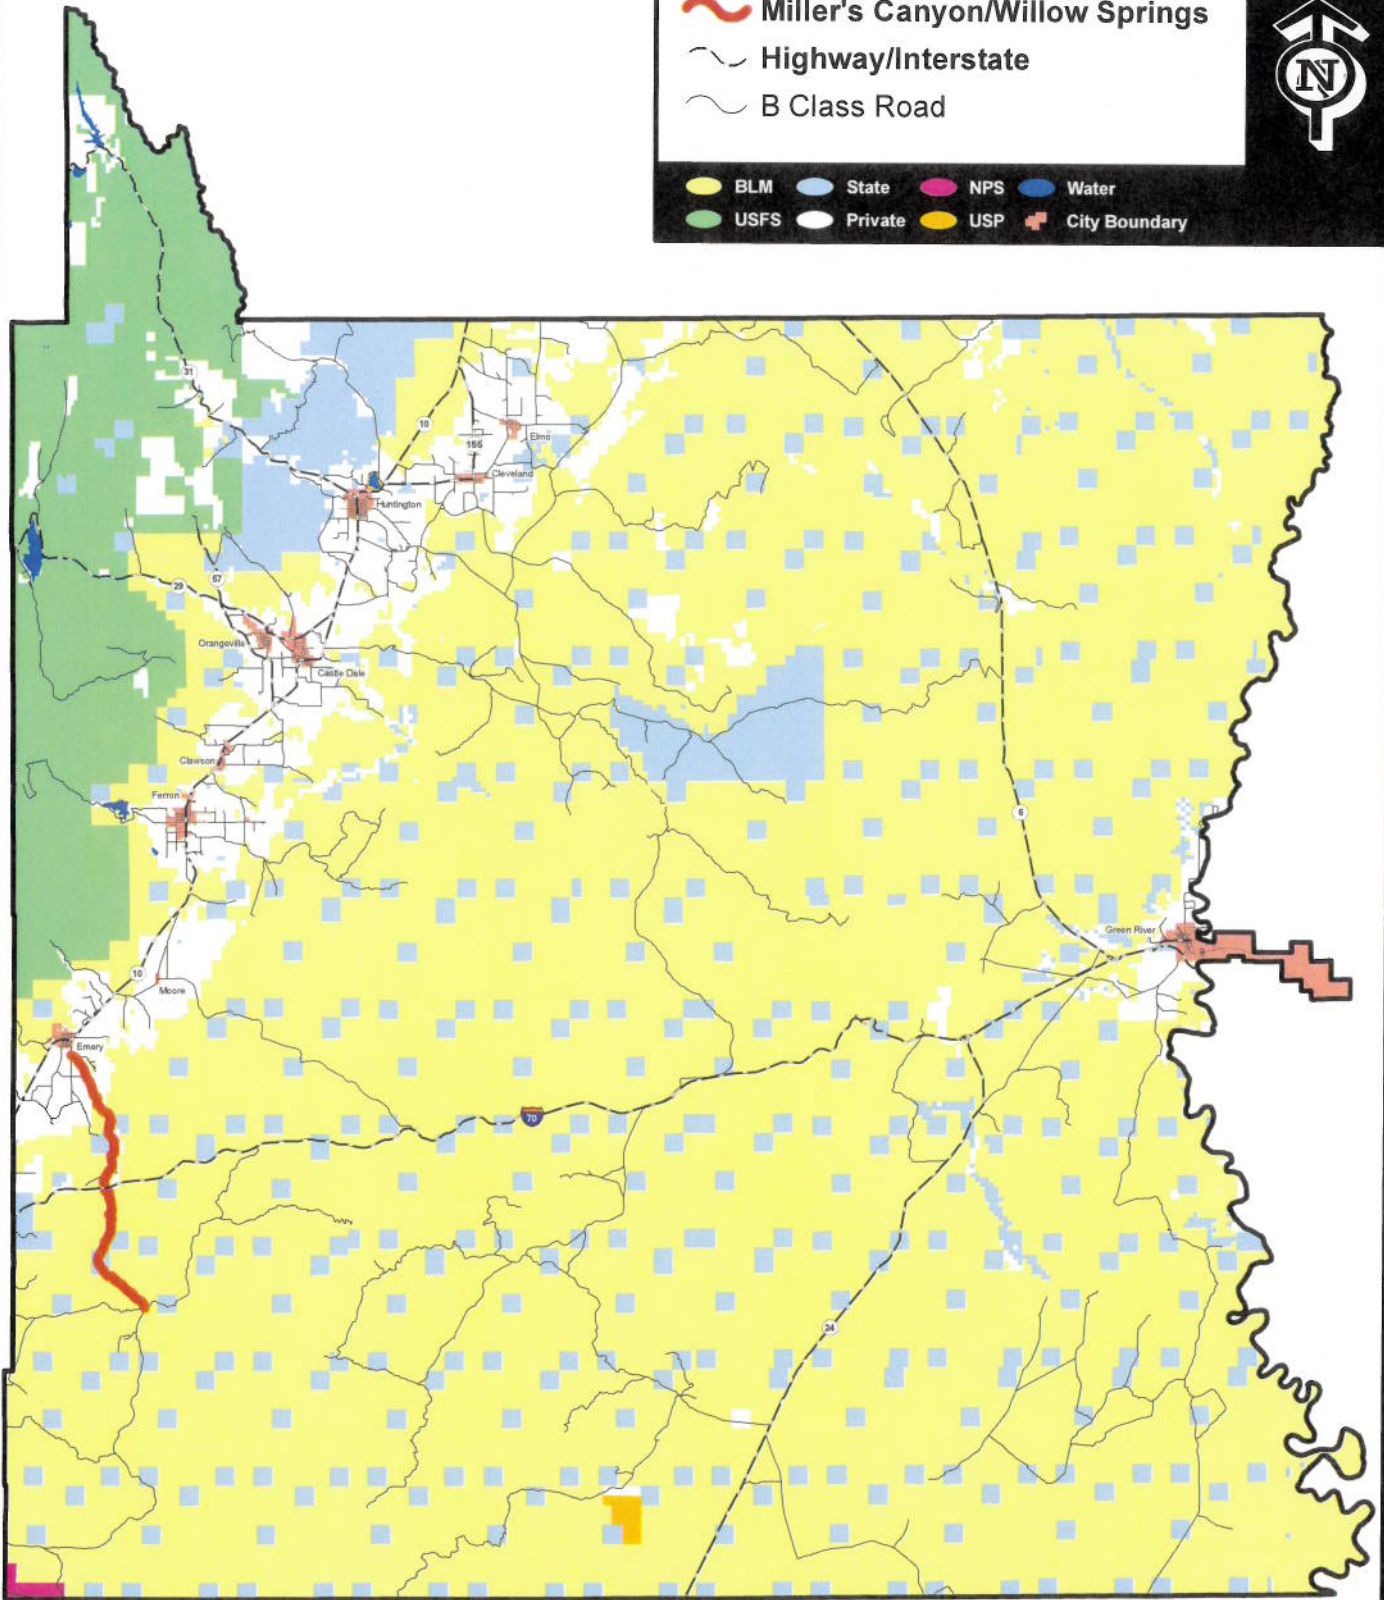 Miller's Canyon/Willow Springs
Highway/Interstate
B Class Road
N
BLM State NPS Water
USFS Private USP City Boundary
31
10
155
Elmo
Cleveland
Huntington
29
57
Orangeville
Castle Dale
Clawson
Ferron
6
Green River
10
Moore
Emery
70
24